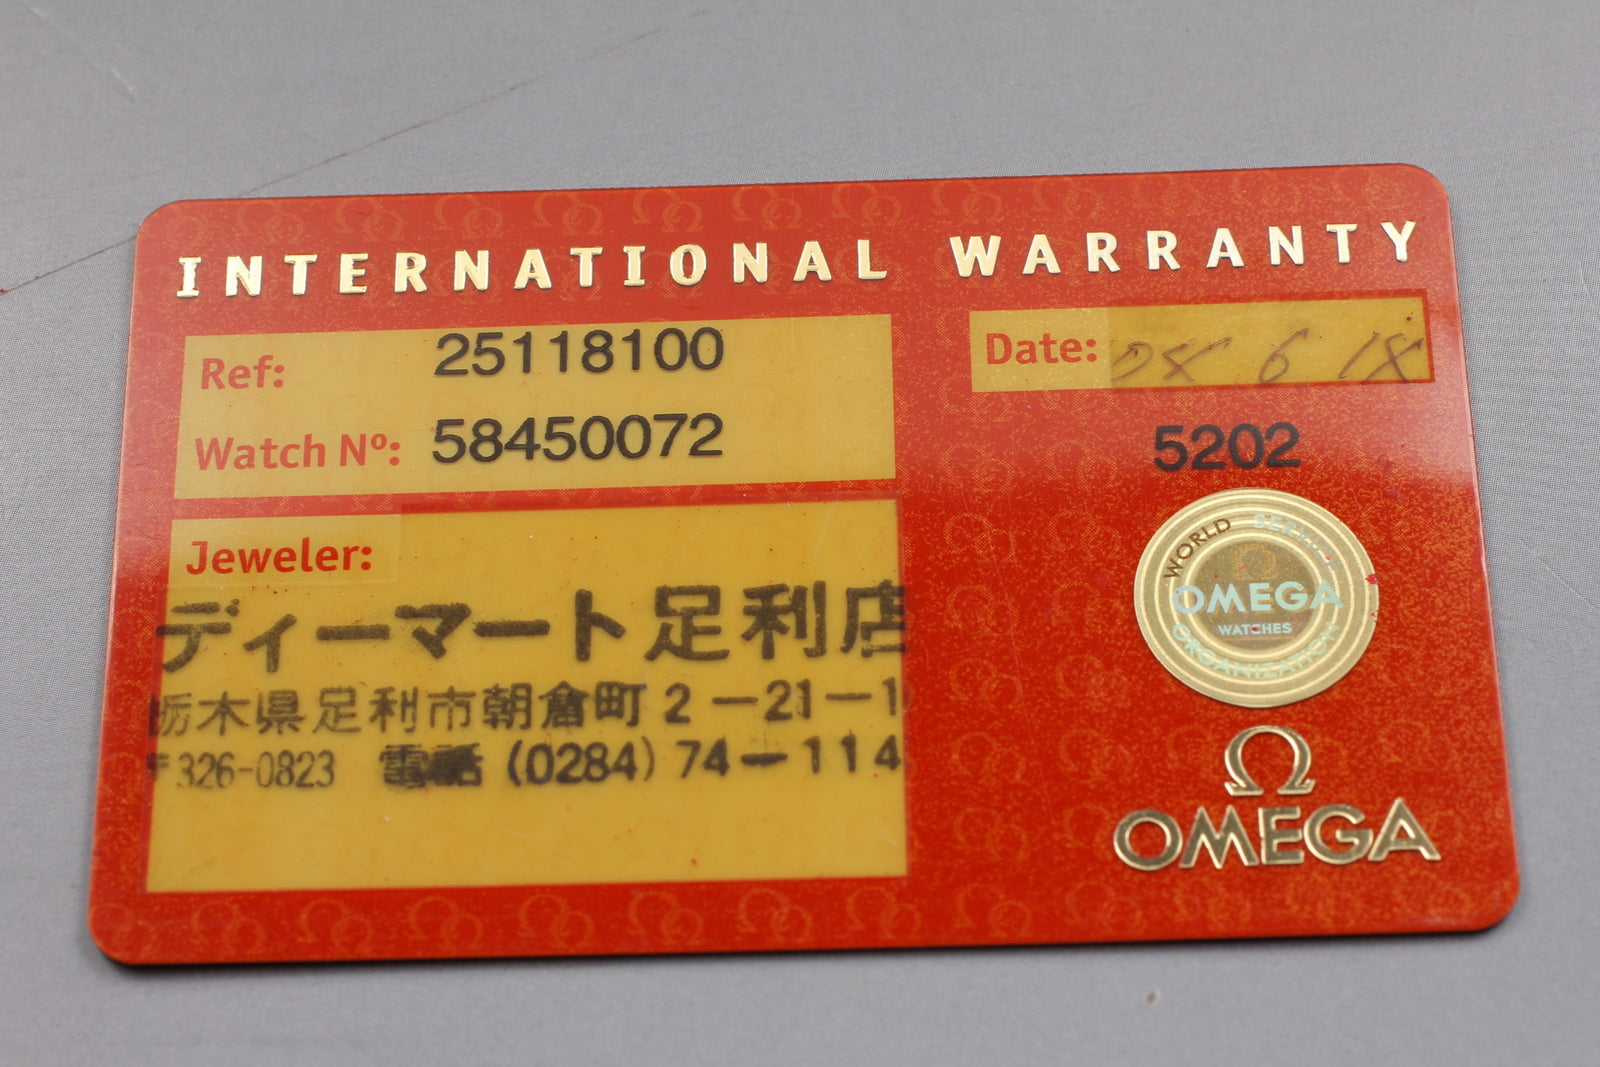 INTERNATIONAL WARRANTY
Ref: 25118100
Watch Nº: 58450072
Date: 6 18
5202
Jeweler:
ディーマート足利店
栃木県足利市朝倉町2-21-1
〒326-0823 電話 (0284) 74-114
WORLD SERVICE ORGANIZATION
OMEGA
WATCHES
Ω
OMEGA